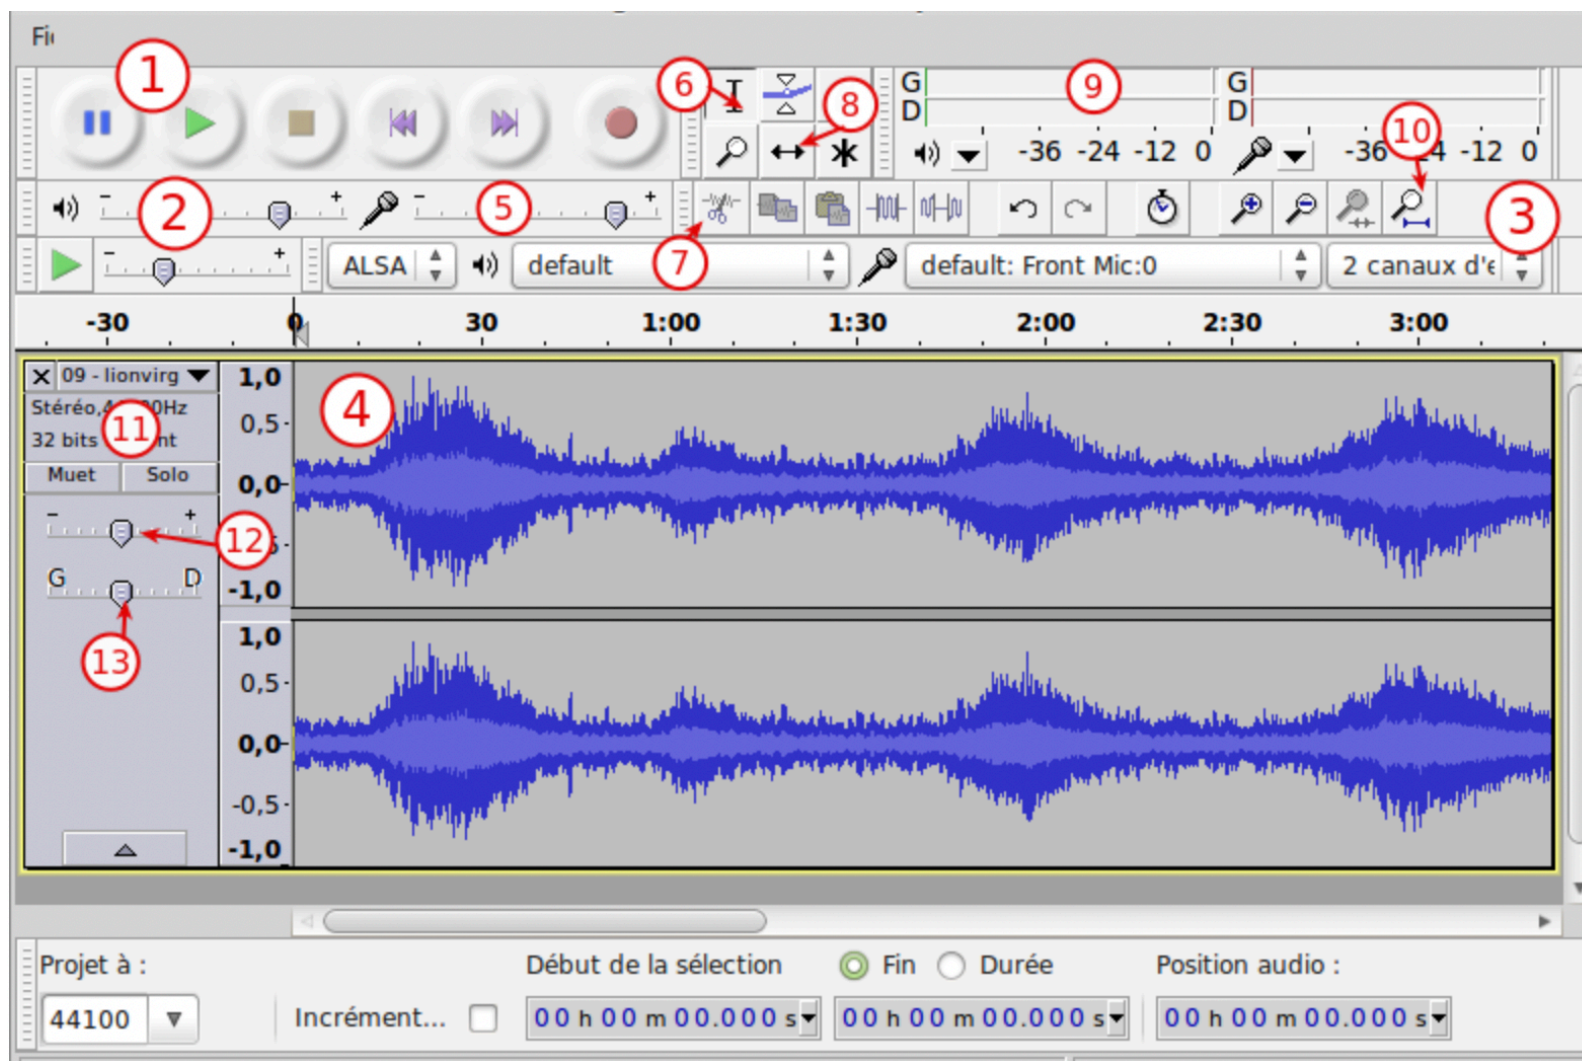 Fi
1
6
8
G
D
9
G
D
10
-36 -24 -12 0
-36 -24 -12 0
- +
2
- +
5
3
- +
ALSA
default
7
default: Front Mic:0
2 canaux d'e
-30 0 30 1:00 1:30 2:00 2:30 3:00
09 - lionvirg
Stéréo,
0Hz
11
32 bits
nt
Muet Solo
- +
12
G D
13
4
1,0
0,5
0,0
-1,0
1,0
0,5
0,0
-0,5
-1,0
Projet à :
Début de la sélection
Fin
Durée
Position audio :
44100
Incrément...
00 h 00 m 00.000 s
00 h 00 m 00.000 s
00 h 00 m 00.000 s